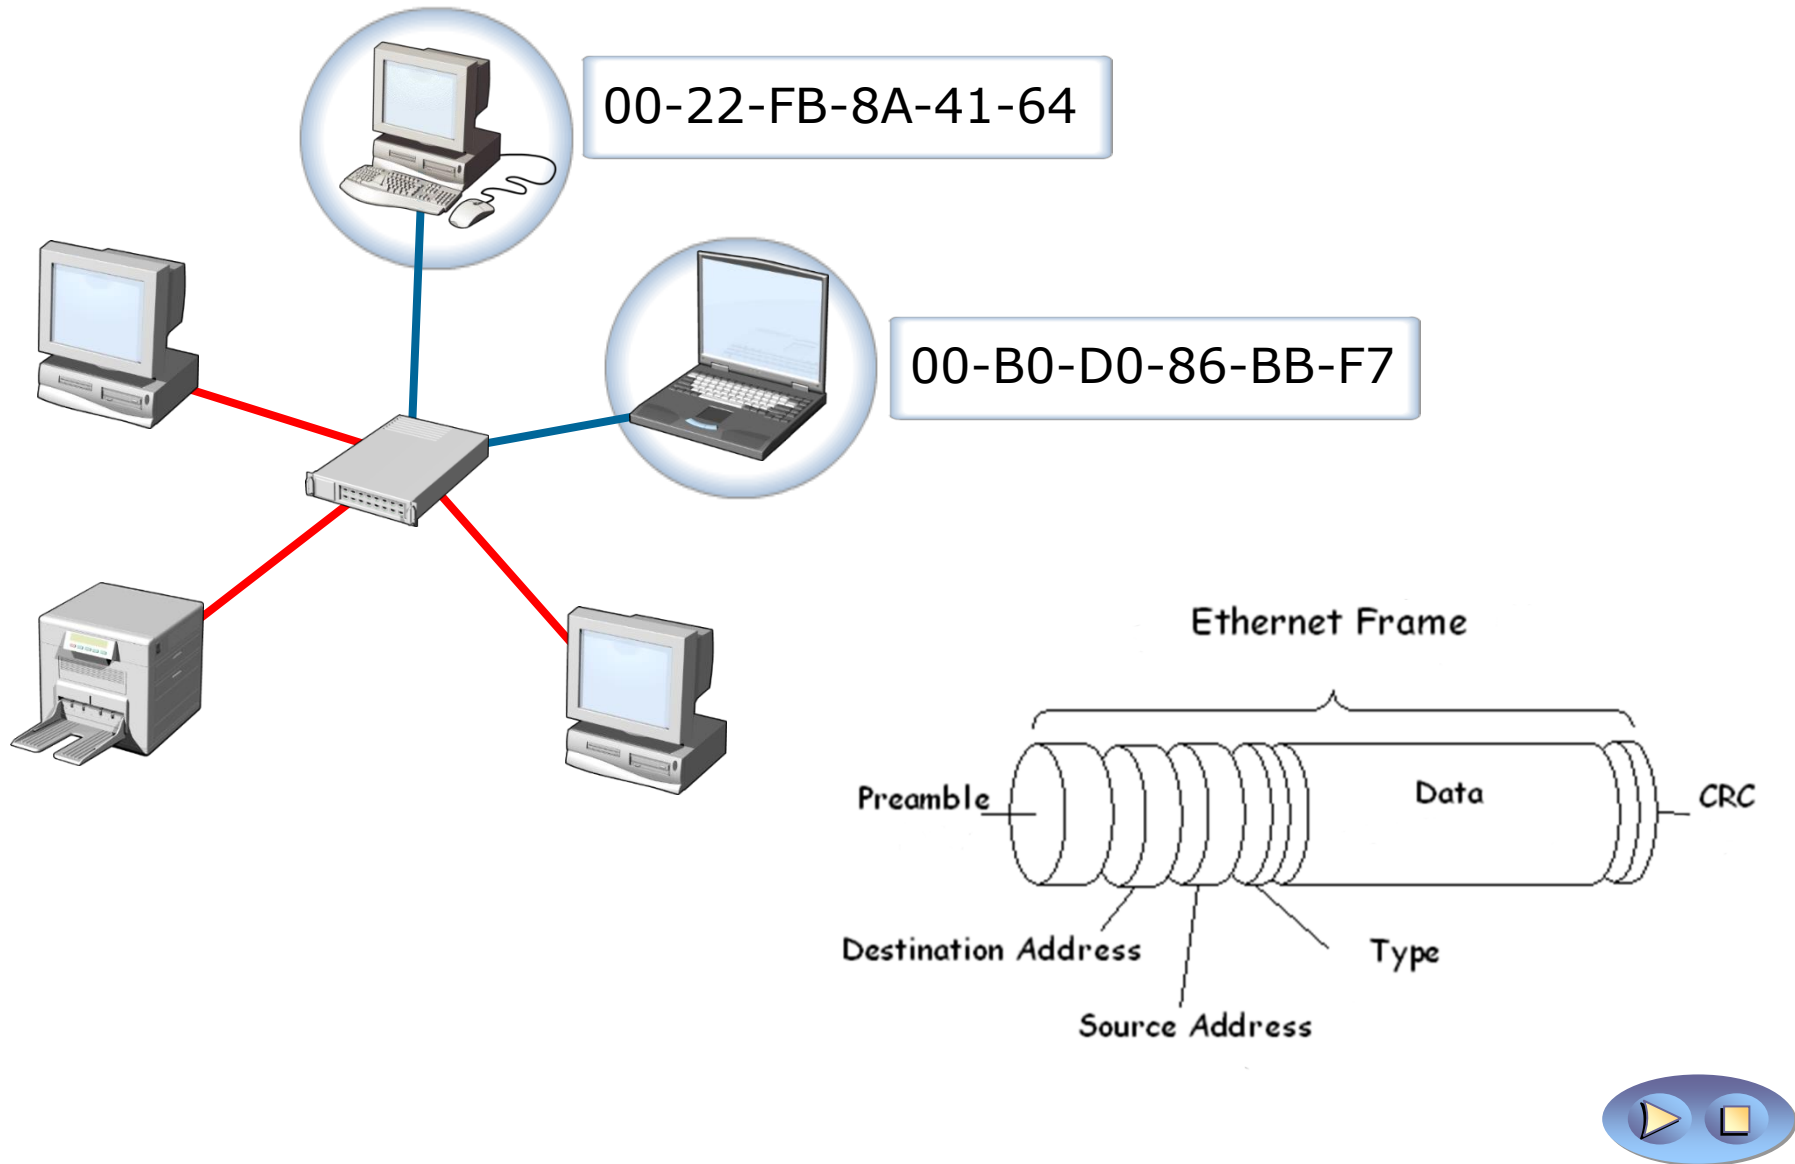 00-22-FB-8A-41-64
00-B0-D0-86-BB-F7
Ethernet Frame
Preamble
Data
CRC
Destination Address
Type
Source Address